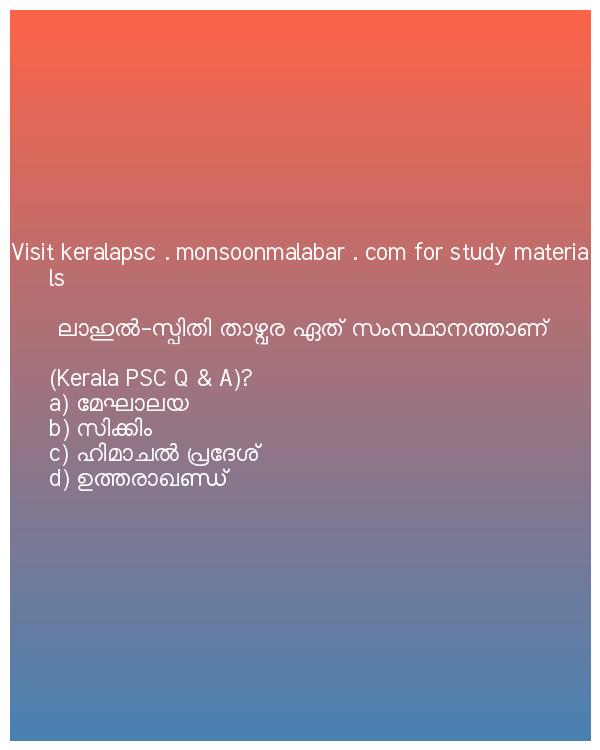 Visit keralapsc . monsoonmalabar . com for study materia
ls
ലാഹുൽ-സ്പിതി താഴ്വര ഏത് സംസ്ഥാനത്താണ്
(Kerala PSC Q & A)?
a) മേഘാലയ
b) സിക്കിം
c) ഹിമാചൽ പ്രദേശ്
d) ഉത്തരാഖണ്ഡ്